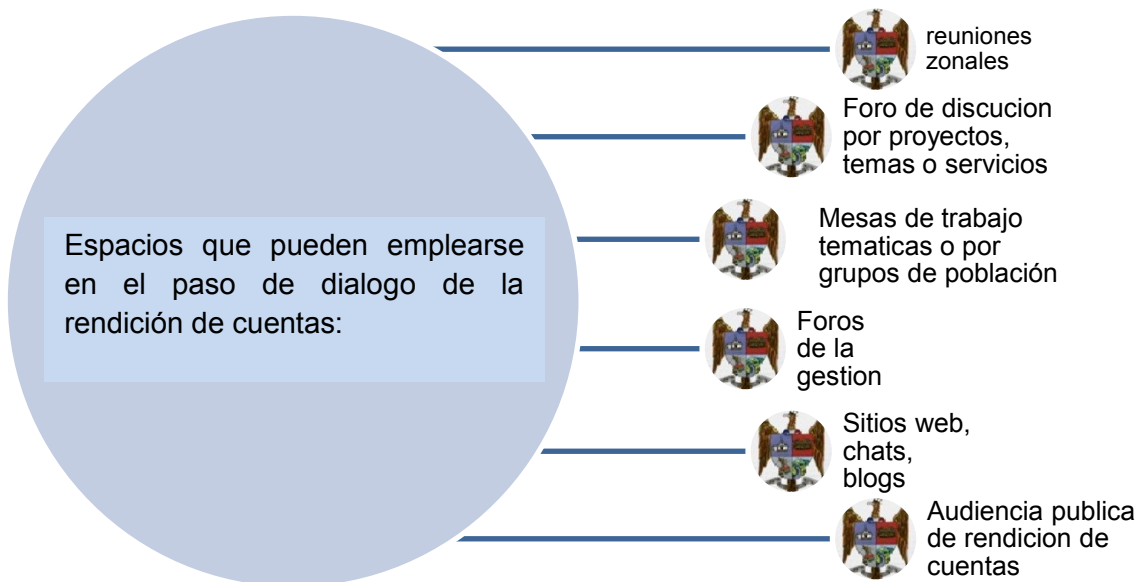 Espacios que pueden emplearse
en el paso de dialogo de la
rendición de cuentas:
reuniones
zonales
Foro de discucion
por proyectos,
temas o servicios
Mesas de trabajo
tematicas o por
grupos de población
Foros
de la
gestion
Sitios web,
chats,
blogs
Audiencia publica
de rendicion de
cuentas